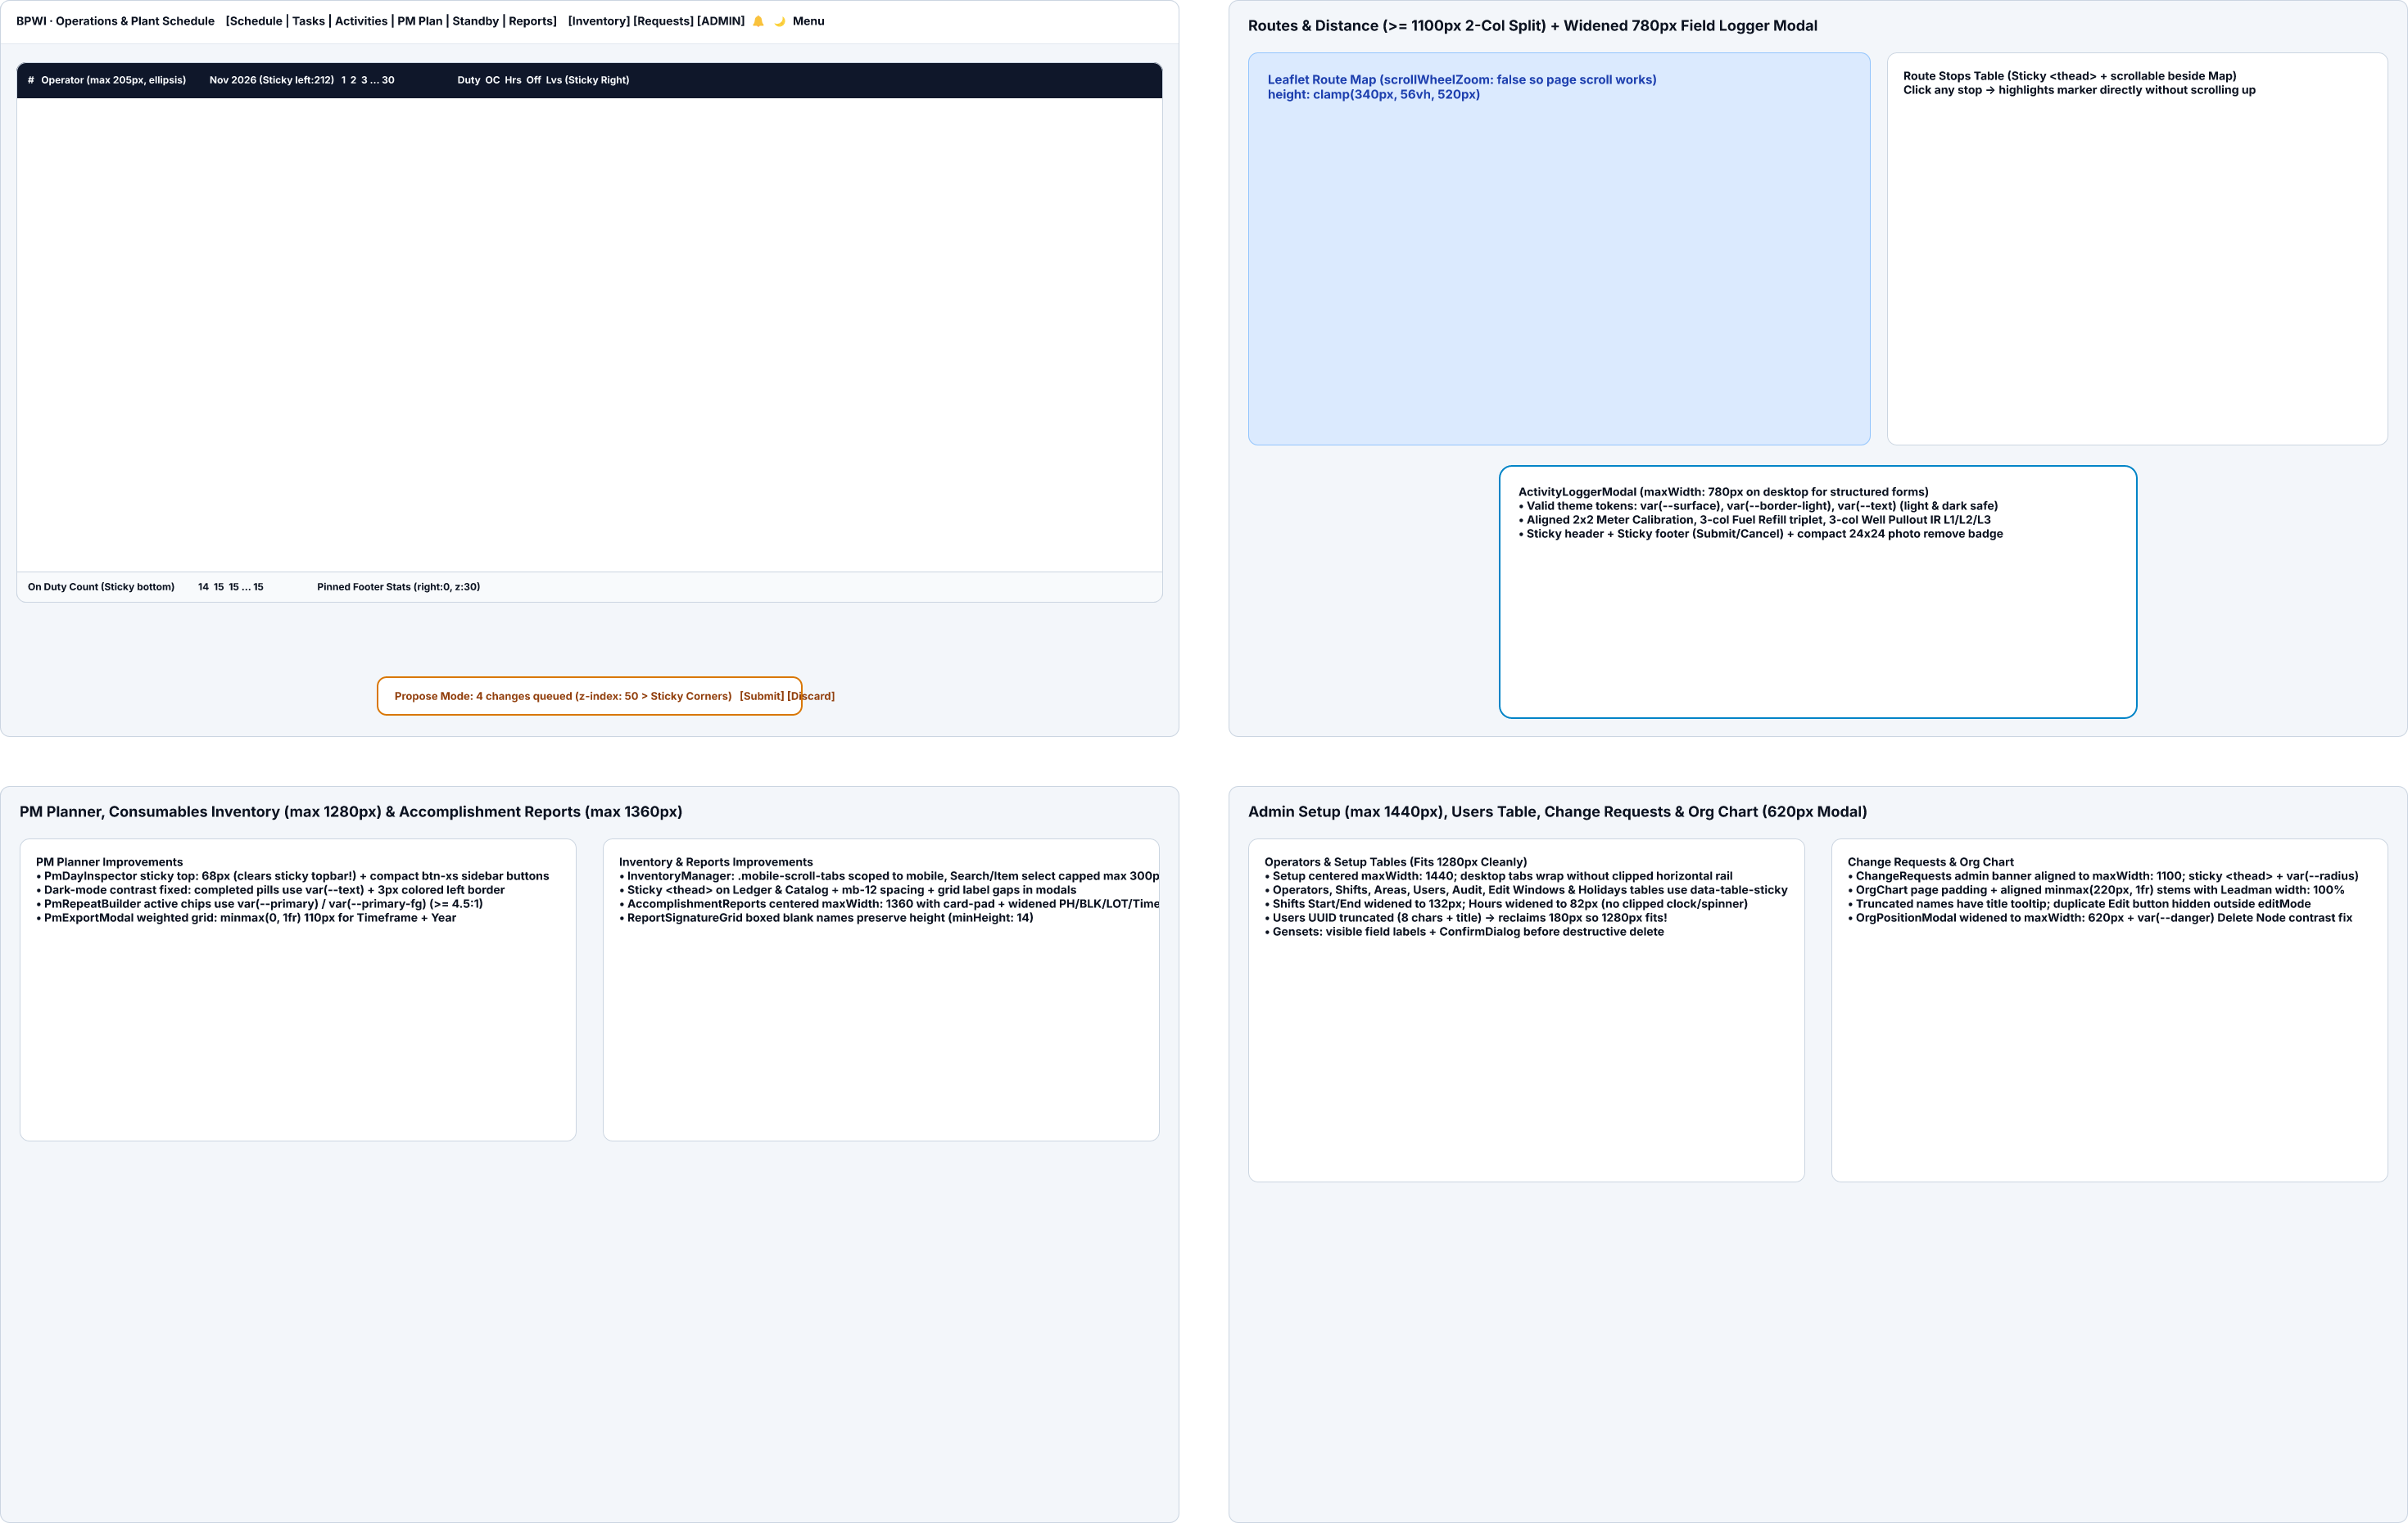 BPWI · Operations & Plant Schedule [Schedule | Tasks | Activities | PM Plan | Standby | Reports] [Inventory] [Requests] [ADMIN] 🔔 🌙 Menu
# Operator (max 205px, ellipsis) Nov 2026 (Sticky left:212) 1 2 3 ... 30 Duty OC Hrs Off Lvs (Sticky Right)
On Duty Count (Sticky bottom) 14 15 15 ... 15 Pinned Footer Stats (right:0, z:30)
Propose Mode: 4 changes queued (z-index: 50 > Sticky Corners) [Submit] [Discard]
Routes & Distance (>= 1100px 2-Col Split) + Widened 780px Field Logger Modal
Leaflet Route Map (scrollWheelZoom: false so page scroll works)
height: clamp(340px, 56vh, 520px)
Route Stops Table (Sticky <thead> + scrollable beside Map)
Click any stop → highlights marker directly without scrolling up
ActivityLoggerModal (maxWidth: 780px on desktop for structured forms)
• Valid theme tokens: var(--surface), var(--border-light), var(--text) (light & dark safe)
• Aligned 2x2 Meter Calibration, 3-col Fuel Refill triplet, 3-col Well Pullout IR L1/L2/L3
• Sticky header + Sticky footer (Submit/Cancel) + compact 24x24 photo remove badge
PM Planner, Consumables Inventory (max 1280px) & Accomplishment Reports (max 1360px)
PM Planner Improvements
• PmDayInspector sticky top: 68px (clears sticky topbar!) + compact btn-xs sidebar buttons
• Dark-mode contrast fixed: completed pills use var(--text) + 3px colored left border
• PmRepeatBuilder active chips use var(--primary) / var(--primary-fg) (>= 4.5:1)
• PmExportModal weighted grid: minmax(0, 1fr) 110px for Timeframe + Year
Inventory & Reports Improvements
• InventoryManager: .mobile-scroll-tabs scoped to mobile, Search/Item select capped max 300p
• Sticky <thead> on Ledger & Catalog + mb-12 spacing + grid label gaps in modals
• AccomplishmentReports centered maxWidth: 1360 with card-pad + widened PH/BLK/LOT/Time
• ReportSignatureGrid boxed blank names preserve height (minHeight: 14)
Admin Setup (max 1440px), Users Table, Change Requests & Org Chart (620px Modal)
Operators & Setup Tables (Fits 1280px Cleanly)
• Setup centered maxWidth: 1440; desktop tabs wrap without clipped horizontal rail
• Operators, Shifts, Areas, Users, Audit, Edit Windows & Holidays tables use data-table-sticky
• Shifts Start/End widened to 132px; Hours widened to 82px (no clipped clock/spinner)
• Users UUID truncated (8 chars + title) → reclaims 180px so 1280px fits!
• Gensets: visible field labels + ConfirmDialog before destructive delete
Change Requests & Org Chart
• ChangeRequests admin banner aligned to maxWidth: 1100; sticky <thead> + var(--radius)
• OrgChart page padding + aligned minmax(220px, 1fr) stems with Leadman width: 100%
• Truncated names have title tooltip; duplicate Edit button hidden outside editMode
• OrgPositionModal widened to maxWidth: 620px + var(--danger) Delete Node contrast fix